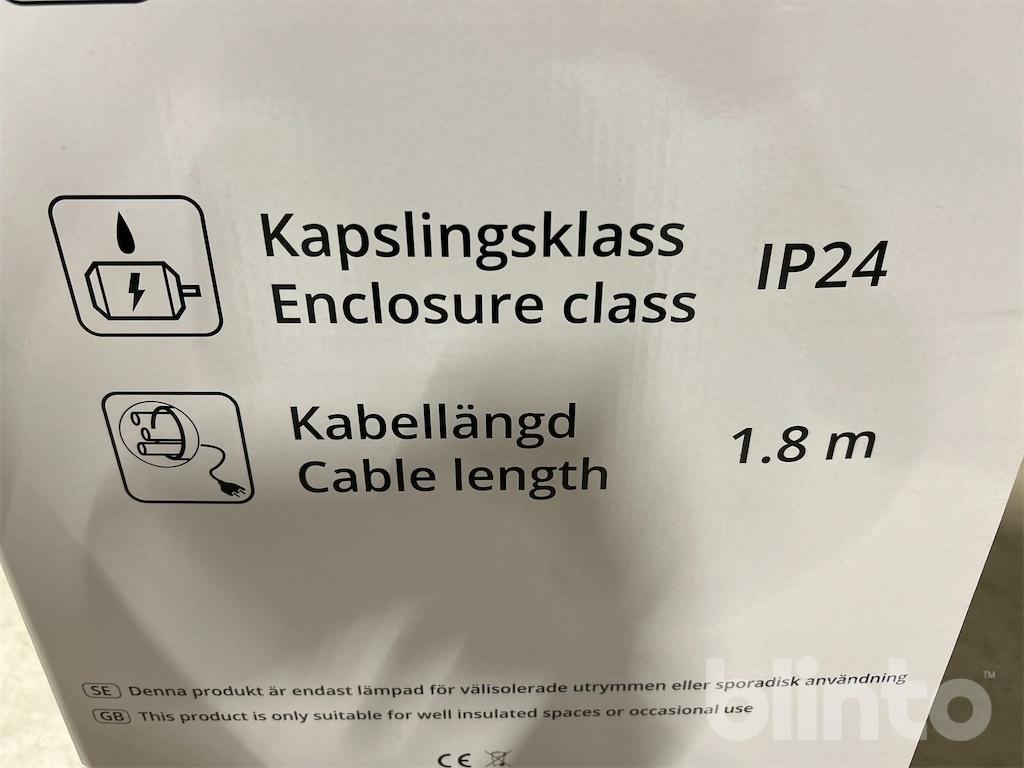 Kapslingsklass
Enclosure class
IP24
Kabellängd
Cable length
1.8 m
SE Denna produkt är endast lämpad för välisolerade utrymmen eller sporadisk användning
GB This product is only suitable for well insulated spaces or occasional use
CE
blinto™